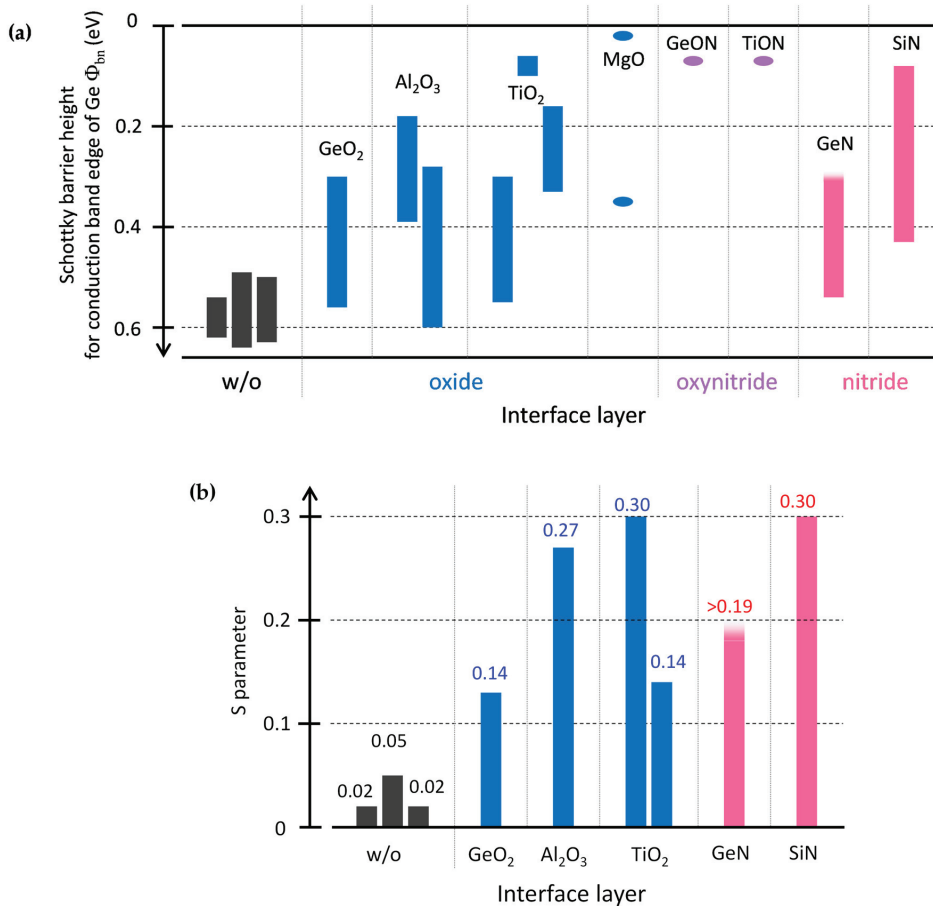 (a)
Schottky barrier height
for conduction band edge of Ge Φbn (eV)
0
0.2
0.4
0.6
GeO2
Al2O3
TiO2
MgO
GeON
TiON
GeN
SiN
w/o
oxide
oxynitride
nitride
Interface layer
(b)
S parameter
0.3
0.2
0.1
0
0.02
0.05
0.02
0.14
0.27
0.30
0.14
>0.19
0.30
w/o
GeO2
Al2O3
TiO2
GeN
SiN
Interface layer